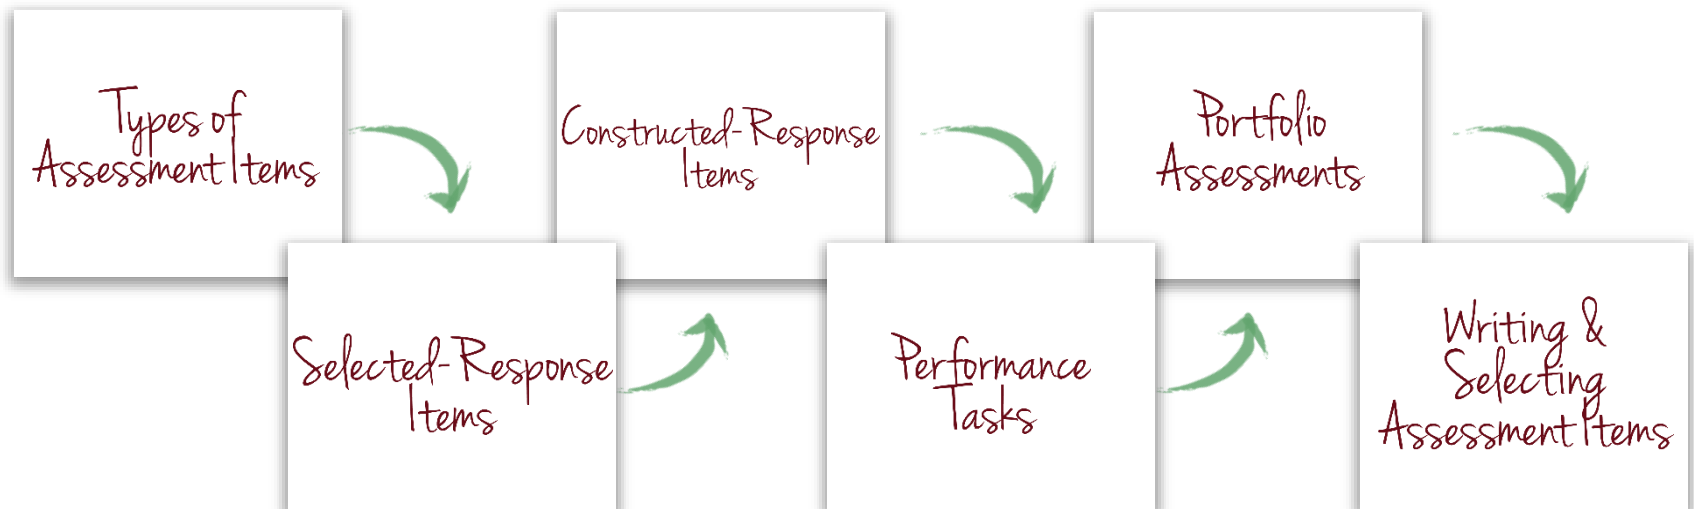 Types of
Assessment Items
Selected-Response
Items
Constructed-Response
Items
Performance
Tasks
Portfolio
Assessments
Writing &
Selecting
Assessment Items